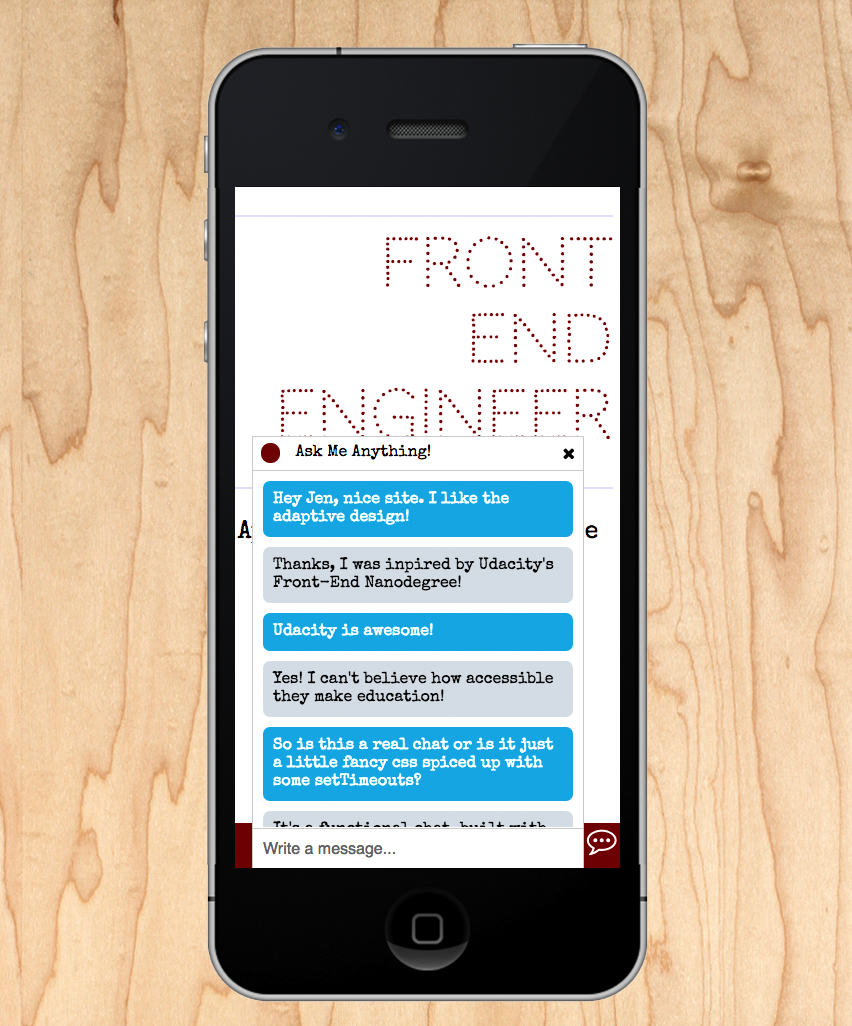 FRONT
END
ENGINEER
Ask Me Anything!
Hey Jen, nice site. I like the
adaptive design!
Thanks, I was inpired by Udacity's
Front-End Nanodegree!
Udacity is awesome!
Yes! I can't believe how accessible
they make education!
So is this a real chat or is it just
a little fancy css spiced up with
some setTimeouts?
It's a functional chat, built with
Write a message...